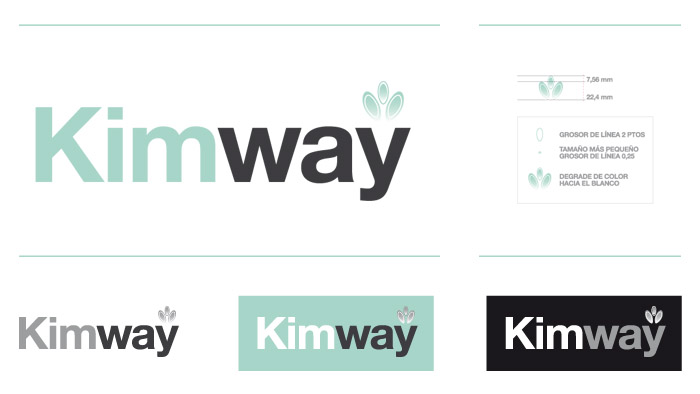 Kimway
7,56 mm
22,4 mm
GROSOR DE LÍNEA 2 PTOS
TAMAÑO MÁS PEQUEÑO
GROSOR DE LÍNEA 0,25
DEGRADE DE COLOR
HACIA EL BLANCO
Kimway
Kimway
Kimway